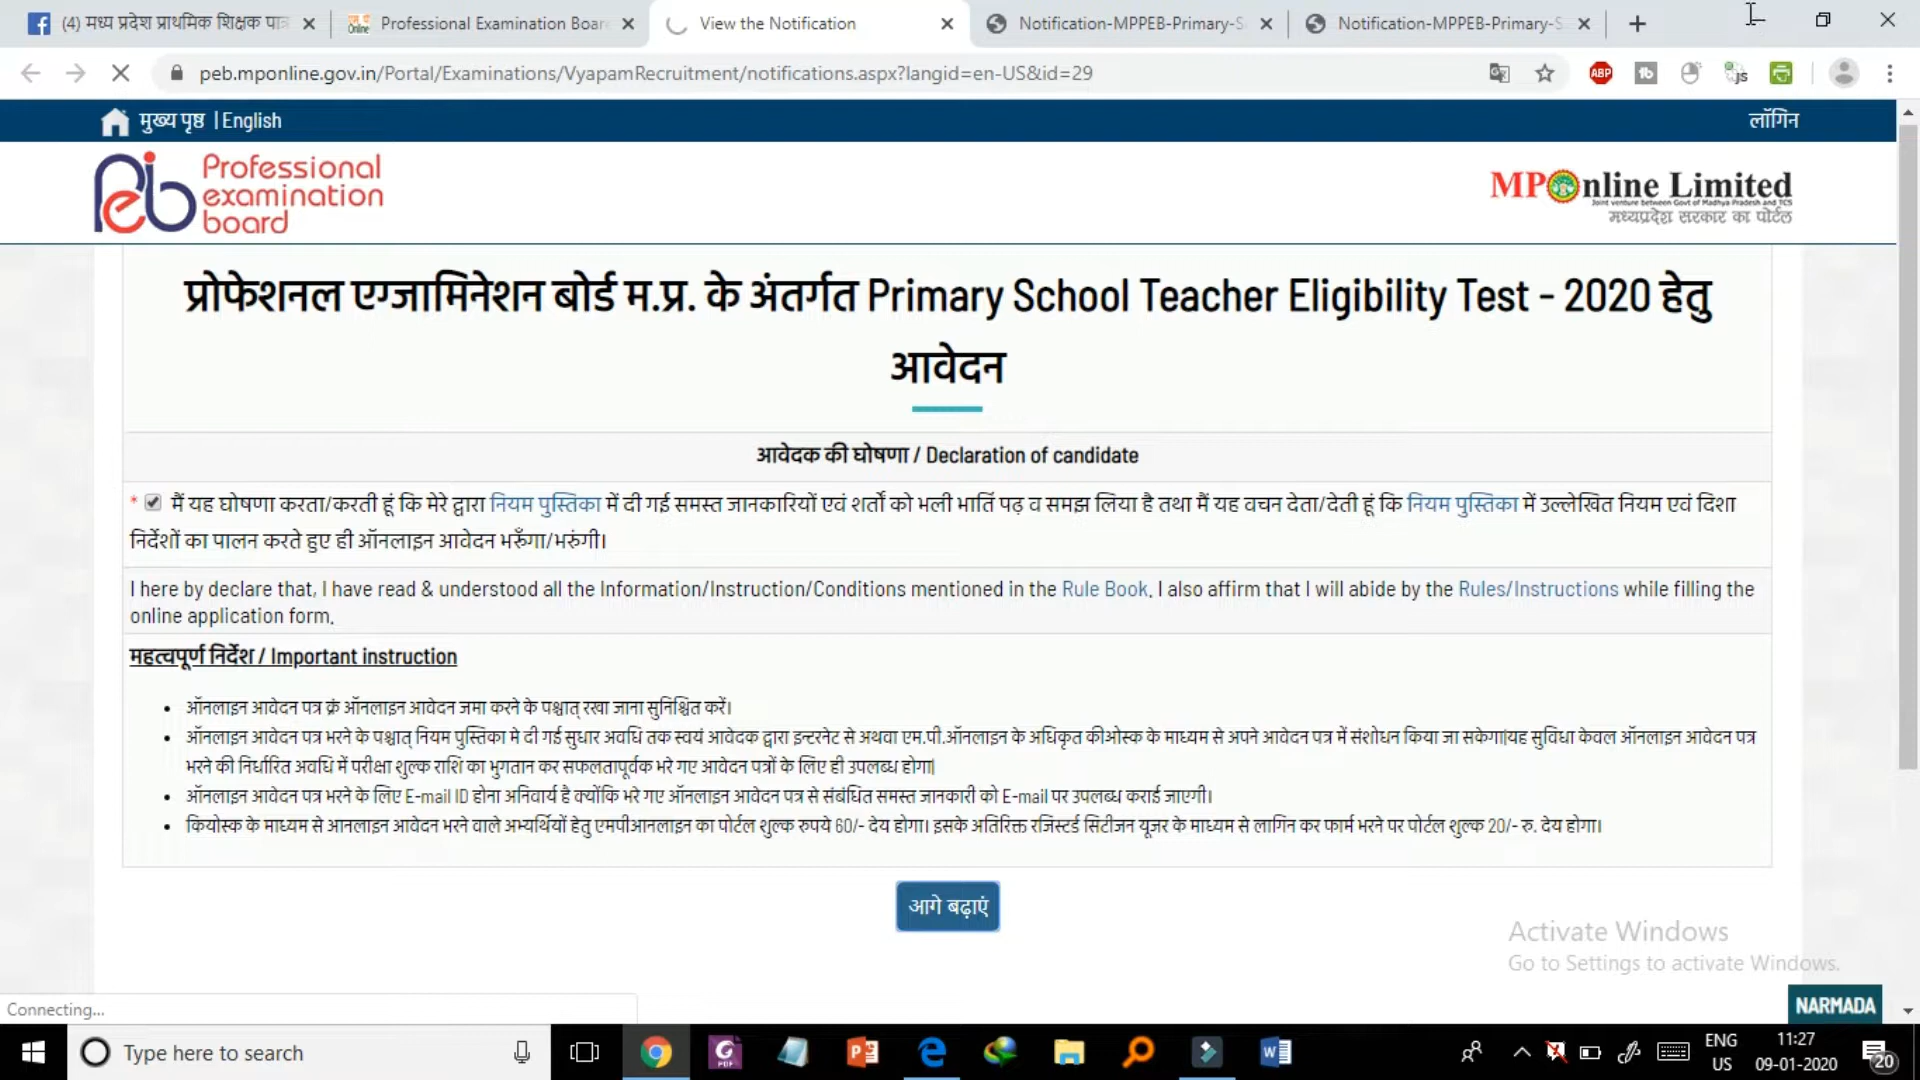 (4) मध्य प्रदेश प्राथमिक शिक्षक पा
Professional Examination Boar
View the Notification
Notification-MPPEB-Primary-S
Notification-MPPEB-Primary-S
peb.mponline.gov.in/Portal/Examinations/VyapamRecruitment/notifications.aspx?langid=en-US&id=29
मुख्य पृष्ठ | English
लॉगिन
Professional
examination
board
MPOnline Limited
Joint venture between Govt of Madhya Pradesh and TCS
मध्यप्रदेश सरकार का पोर्टल
प्रोफेशनल एग्जामिनेशन बोर्ड म.प्र. के अंतर्गत Primary School Teacher Eligibility Test - 2020 हेतु
आवेदन
आवेदक की घोषणा / Declaration of candidate
* मैं यह घोषणा करता/करती हूं कि मेरे द्वारा नियम पुस्तिका में दी गई समस्त जानकारियों एवं शर्तों को भली भातिं पढ़ व समझ लिया है तथा मैं यह वचन देता/देती हूं कि नियम पुस्तिका में उल्लेखित नियम एवं दिशा
निर्देशों का पालन करते हुए ही ऑनलाइन आवेदन भरूँगा/भरुंगी।
I here by declare that, I have read & understood all the Information/Instruction/Conditions mentioned in the Rule Book. I also affirm that I will abide by the Rules/Instructions while filling the
online application form.
महत्वपूर्ण निर्देश / Important instruction
• ऑनलाइन आवेदन पत्र क्रं ऑनलाइन आवेदन जमा करने के पश्चात् रखा जाना सुनिश्चित करें।
• ऑनलाइन आवेदन पत्र भरने के पश्चात् नियम पुस्तिका मे दी गई सुधार अवधि तक स्वयं आवेदक द्वारा इन्टरनेट से अथवा एम.पी.ऑनलाइन के अधिकृत कीओस्क के माध्यम से अपने आवेदन पत्र में संशोधन किया जा सकेगा|यह सुविधा केवल ऑनलाइन आवेदन पत्र
भरने की निर्धारित अवधि में परीक्षा शुल्क राशि का भुगतान कर सफलतापूर्वक भरे गए आवेदन पत्रों के लिए ही उपलब्ध होगा|
• ऑनलाइन आवेदन पत्र भरने के लिए E-mail ID होना अनिवार्य है क्योंकि भरे गए ऑनलाइन आवेदन पत्र से संबंधित समस्त जानकारी को E-mail पर उपलब्ध कराई जाएगी।
• कियोस्क के माध्यम से आनलाइन आवेदन भरने वाले अभ्यर्थियों हेतु एमपीआनलाइन का पोर्टल शुल्क रुपये 60/- देय होगा। इसके अतिरिक्त रजिस्टर्ड सिटीजन यूजर के माध्यम से लागिन कर फार्म भरने पर पोर्टल शुल्क 20/- रु. देय होगा।
आगे बढ़ाएं
Activate Windows
Go to Settings to activate Windows.
Connecting...
NARMADA
Type here to search
ENG
US
11:27
09-01-2020
20